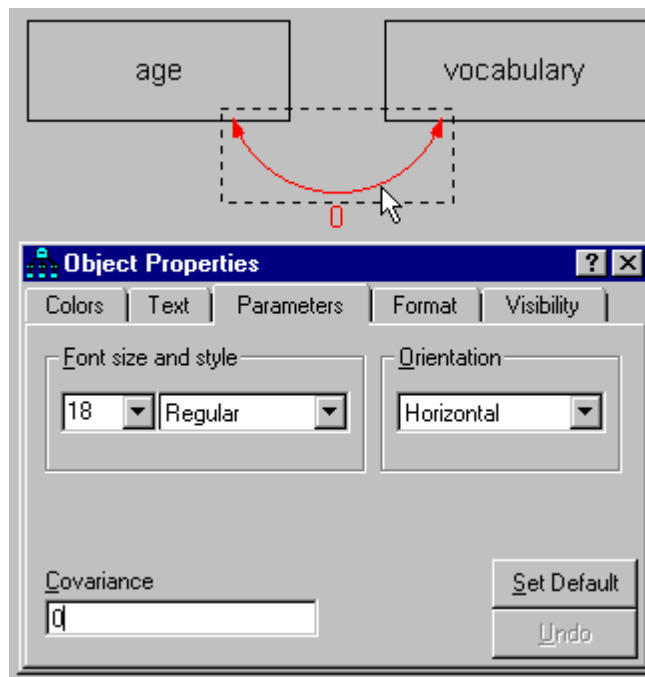 age vocabulary
0
Object Properties
Colors Text Parameters Format Visibility
Font size and style Orientation
18 Regular Horizontal
Covariance Set Default
0 Undo